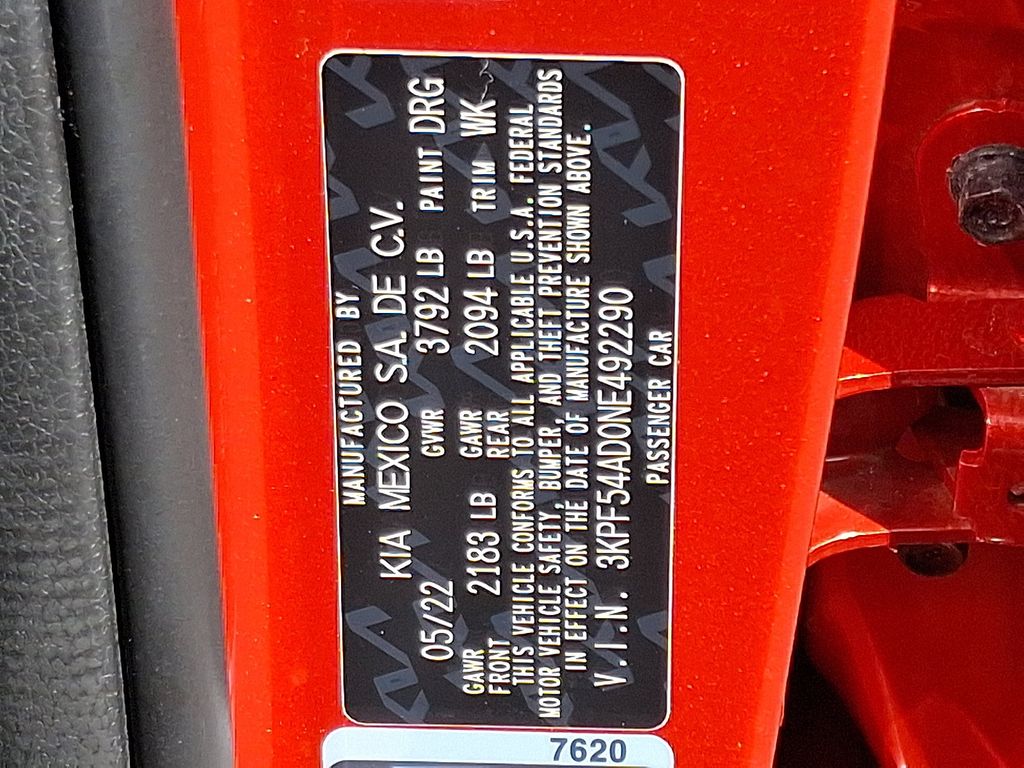 MANUFACTURED BY
KIA MEXICO S.A. DE C.V.
05/22 GVWR 3792 LB PAINT DRG
GAWR FRONT 2183 LB GAWR REAR 2094 LB TRIM WK
THIS VEHICLE CONFORMS TO ALL APPLICABLE U.S.A. FEDERAL
MOTOR VEHICLE SAFETY, BUMPER, AND THEFT PREVENTION STANDARDS
IN EFFECT ON THE DATE OF MANUFACTURE SHOWN ABOVE.
V.I.N. 3KPF54AD0NE492290
PASSENGER CAR
7620